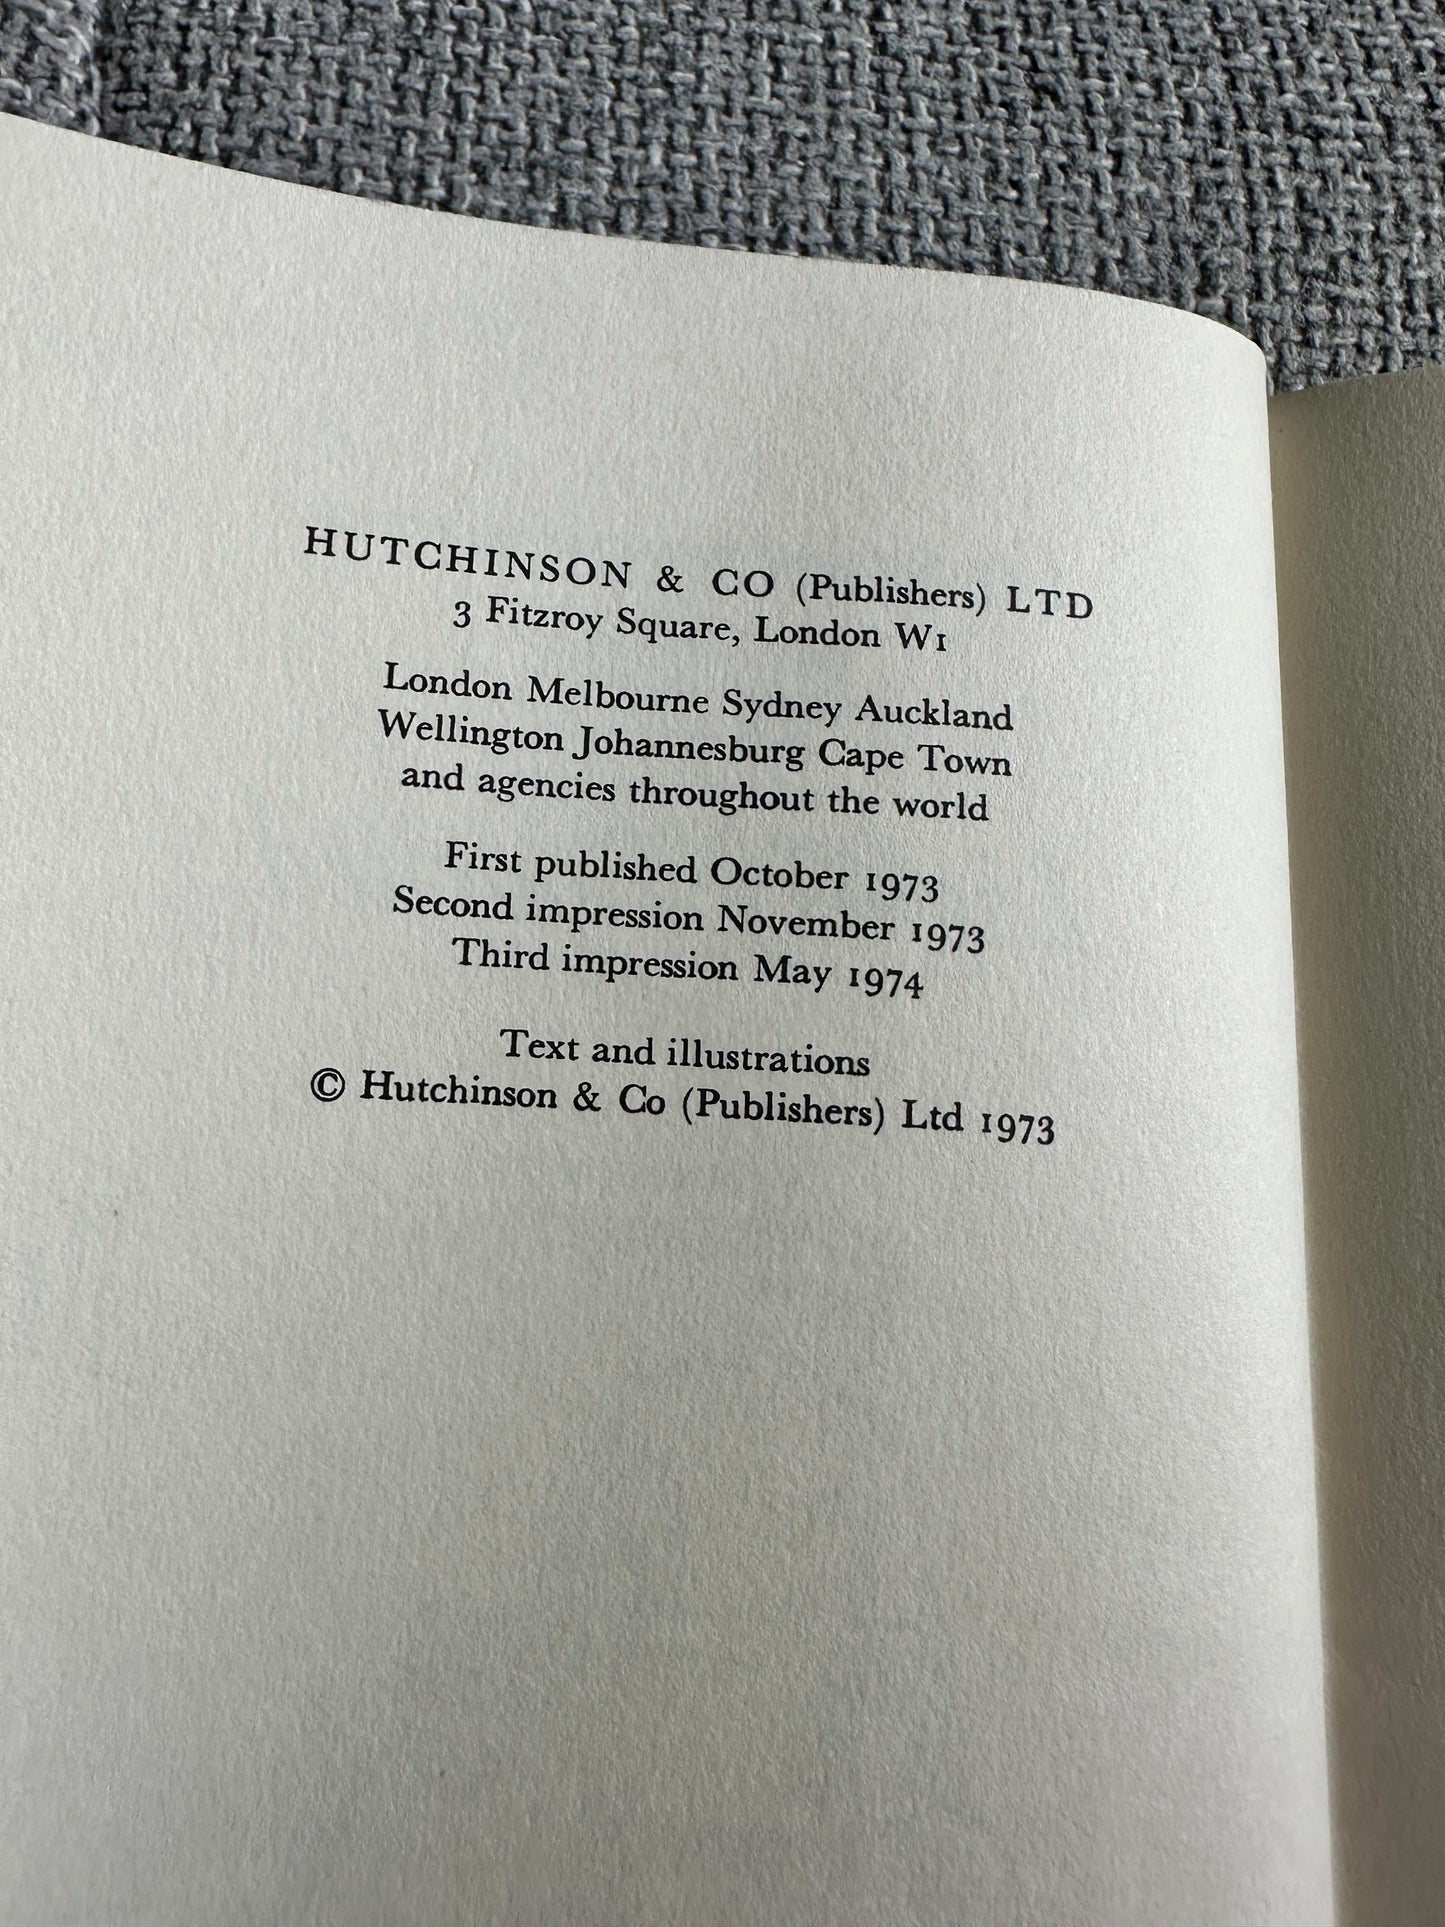 HUTCHINSON & CO (Publishers) LTD
3 Fitzroy Square, London W1
London Melbourne Sydney Auckland
Wellington Johannesburg Cape Town
and agencies throughout the world
First published October 1973
Second impression November 1973
Third impression May 1974
Text and illustrations
© Hutchinson & Co (Publishers) Ltd 1973